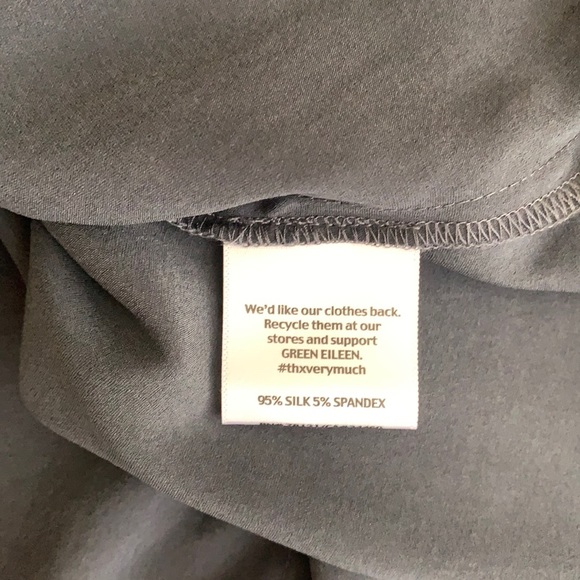 We'd like our clothes back.
Recycle them at our
stores and support
GREEN EILEEN.
#thxverymuch
95% SILK 5% SPANDEX